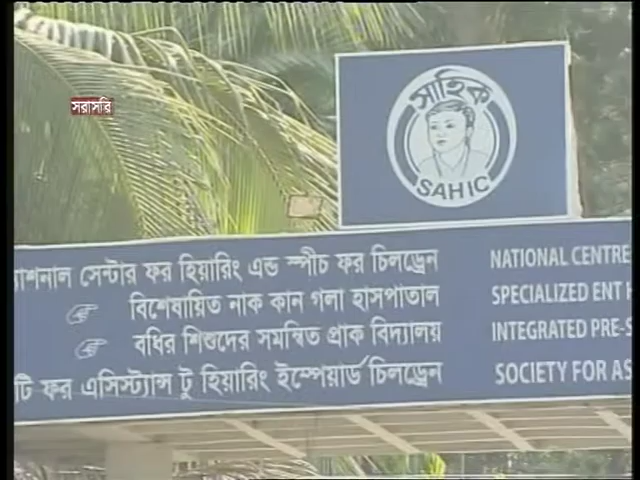 সরাসরি
সাহিক
SAHIC
ন্যাশনাল সেন্টার ফর হিয়ারিং এন্ড স্পীচ ফর চিলড্রেন
NATIONAL CENTRE
বিশেষায়িত নাক কান গলা হাসপাতাল
SPECIALIZED ENT H
বধির শিশুদের সমন্বিত প্রাক বিদ্যালয়
INTEGRATED PRE-S
টি ফর এসিস্ট্যান্স টু হিয়ারিং ইম্পেয়ার্ড চিলড্রেন
SOCIETY FOR AS